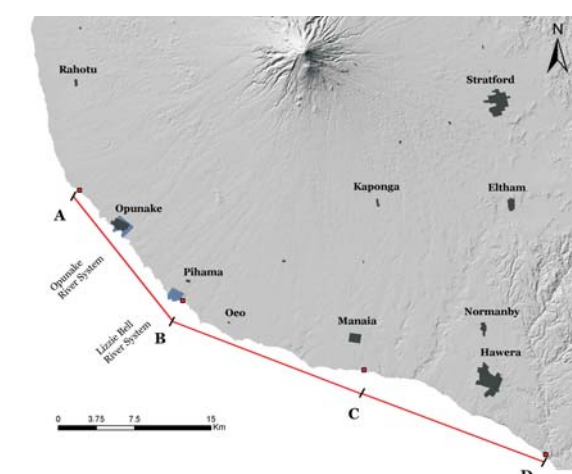 N
Rahotu
Stratford
Kaponga
Eltham
A
Opunake
Opunake
River System
Pihama
Lizzie Bell
River System
B
Oeo
Manaia
Normanby
Hawera
C
0 3.75 7.5 15
Km
D